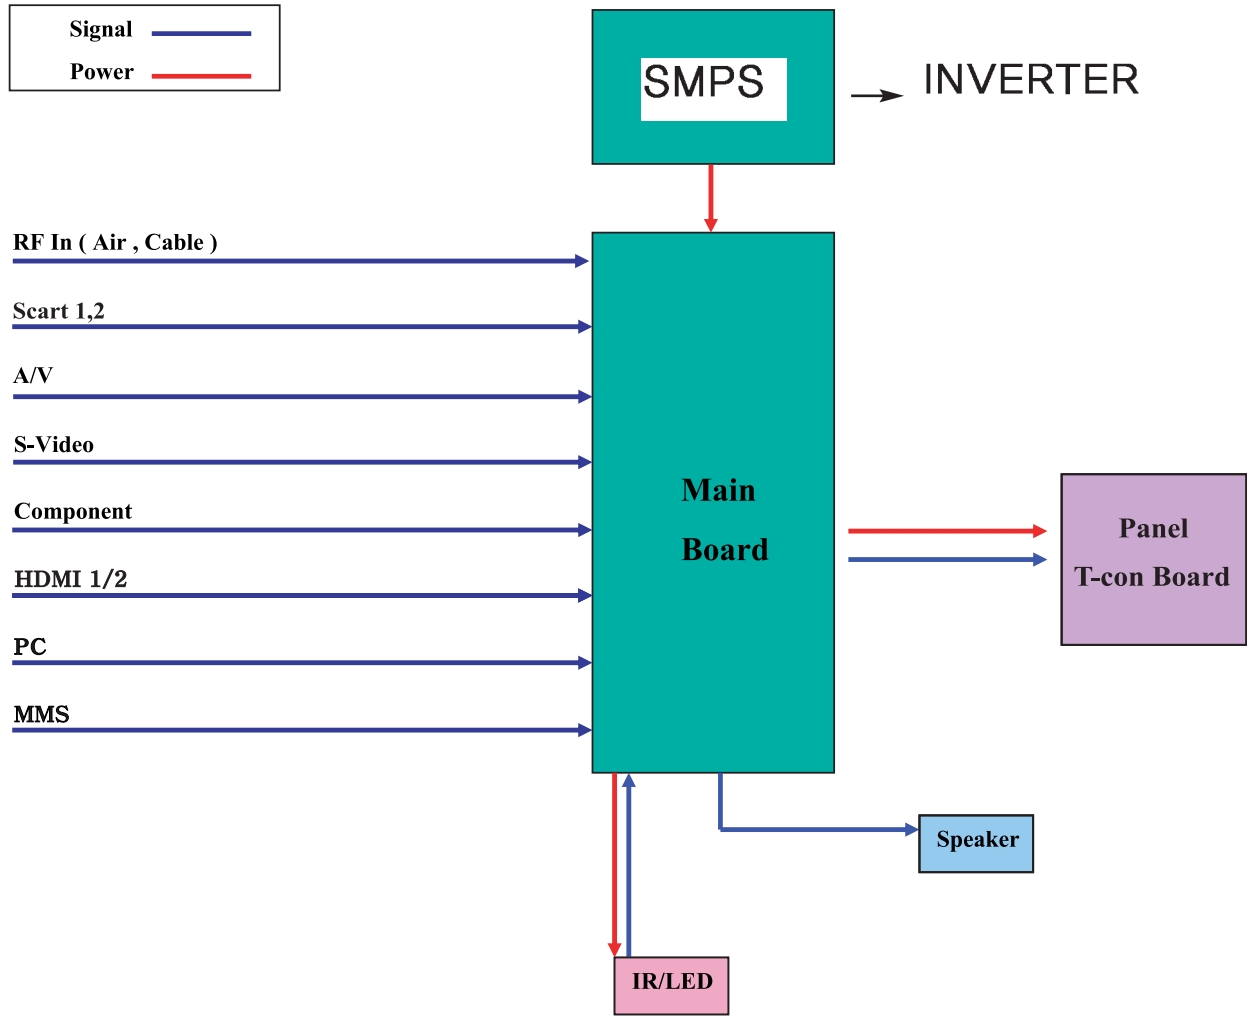 Signal
Power
SMPS
INVERTER
RF In ( Air , Cable )
Scart 1,2
A/V
S-Video
Component
HDMI 1/2
PC
MMS
Main
Board
Panel
T-con Board
Speaker
IR/LED